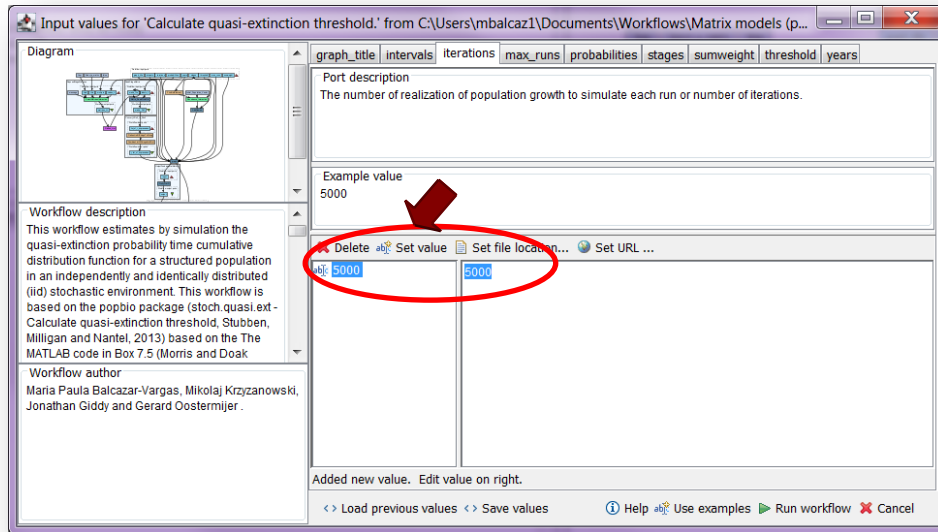 Input values for 'Calculate quasi-extinction threshold.' from C:\Users\mbalcaz1\Documents\Workflows\Matrix models (p...
Diagram
graph_title intervals iterations max_runs probabilities stages sumweight threshold years
Port description
The number of realization of population growth to simulate each run or number of iterations.
Example value
5000
Workflow description
This workflow estimates by simulation the
quasi-extinction probability time cumulative
distribution function for a structured population
in an independently and identically distributed
(iid) stochastic environment. This workflow is
based on the popbio package (stoch.quasi.ext -
Calculate quasi-extinction threshold, Stubben,
Milligan and Nantel, 2013) based on the The
MATLAB code in Box 7.5 (Morris and Doak
Delete Set value Set file location... Set URL ...
5000 5000
Workflow author
Maria Paula Balcazar-Vargas, Mikolaj Krzyzanowski,
Jonathan Giddy and Gerard Oostermijer .
Added new value. Edit value on right.
Load previous values Save values Help Use examples Run workflow Cancel